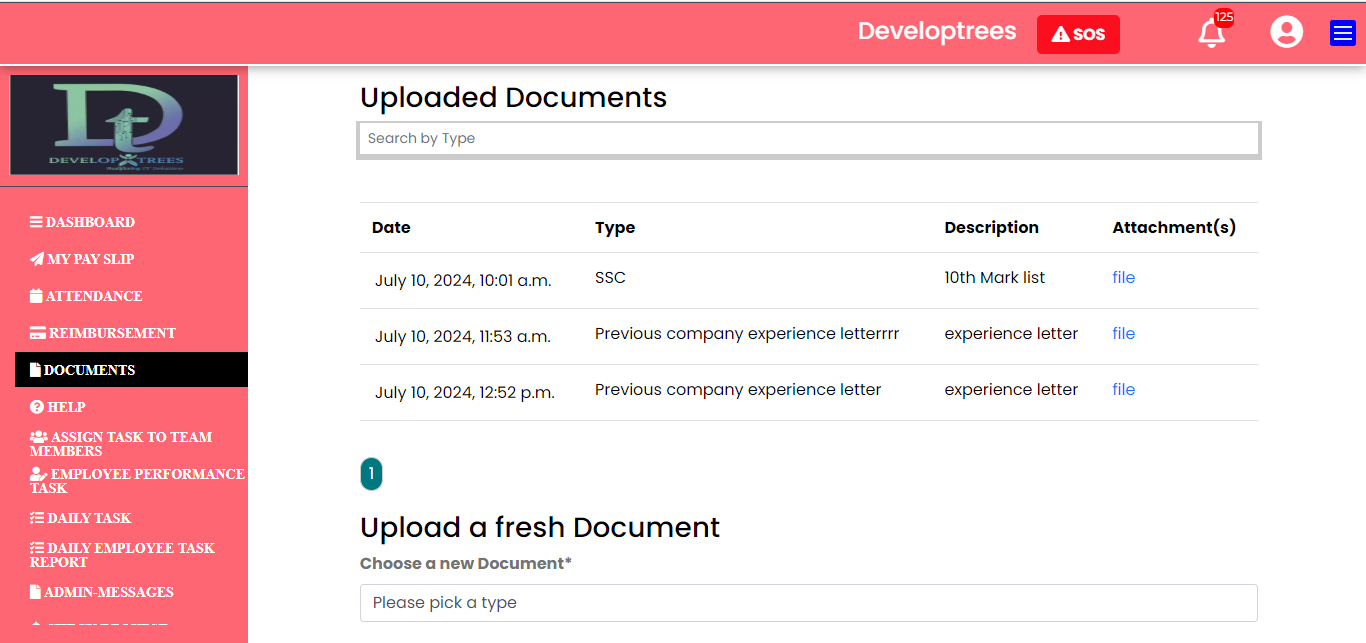 Developtrees
SOS
125
DEVELOPTREES
DASHBOARD
MY PAY SLIP
ATTENDANCE
REIMBURSEMENT
DOCUMENTS
HELP
ASSIGN TASK TO TEAM
MEMBERS
EMPLOYEE PERFORMANCE
TASK
DAILY TASK
DAILY EMPLOYEE TASK
REPORT
ADMIN-MESSAGES
Uploaded Documents
Search by Type
Date Type Description Attachment(s)
July 10, 2024, 10:01 a.m. SSC 10th Mark list file
July 10, 2024, 11:53 a.m. Previous company experience letterrrr experience letter file
July 10, 2024, 12:52 p.m. Previous company experience letter experience letter file
1
Upload a fresh Document
Choose a new Document*
Please pick a type